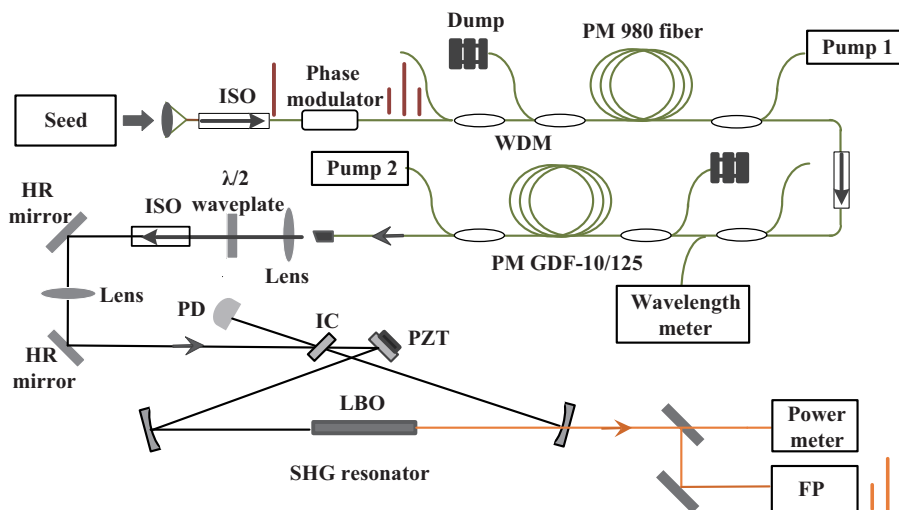 Dump
PM 980 fiber
Pump 1
Seed
ISO
Phase
modulator
WDM
HR
mirror
ISO
λ/2
waveplate
Pump 2
Lens
PM GDF-10/125
Wavelength
meter
Lens
PD
IC
PZT
HR
mirror
LBO
SHG resonator
Power
meter
FP